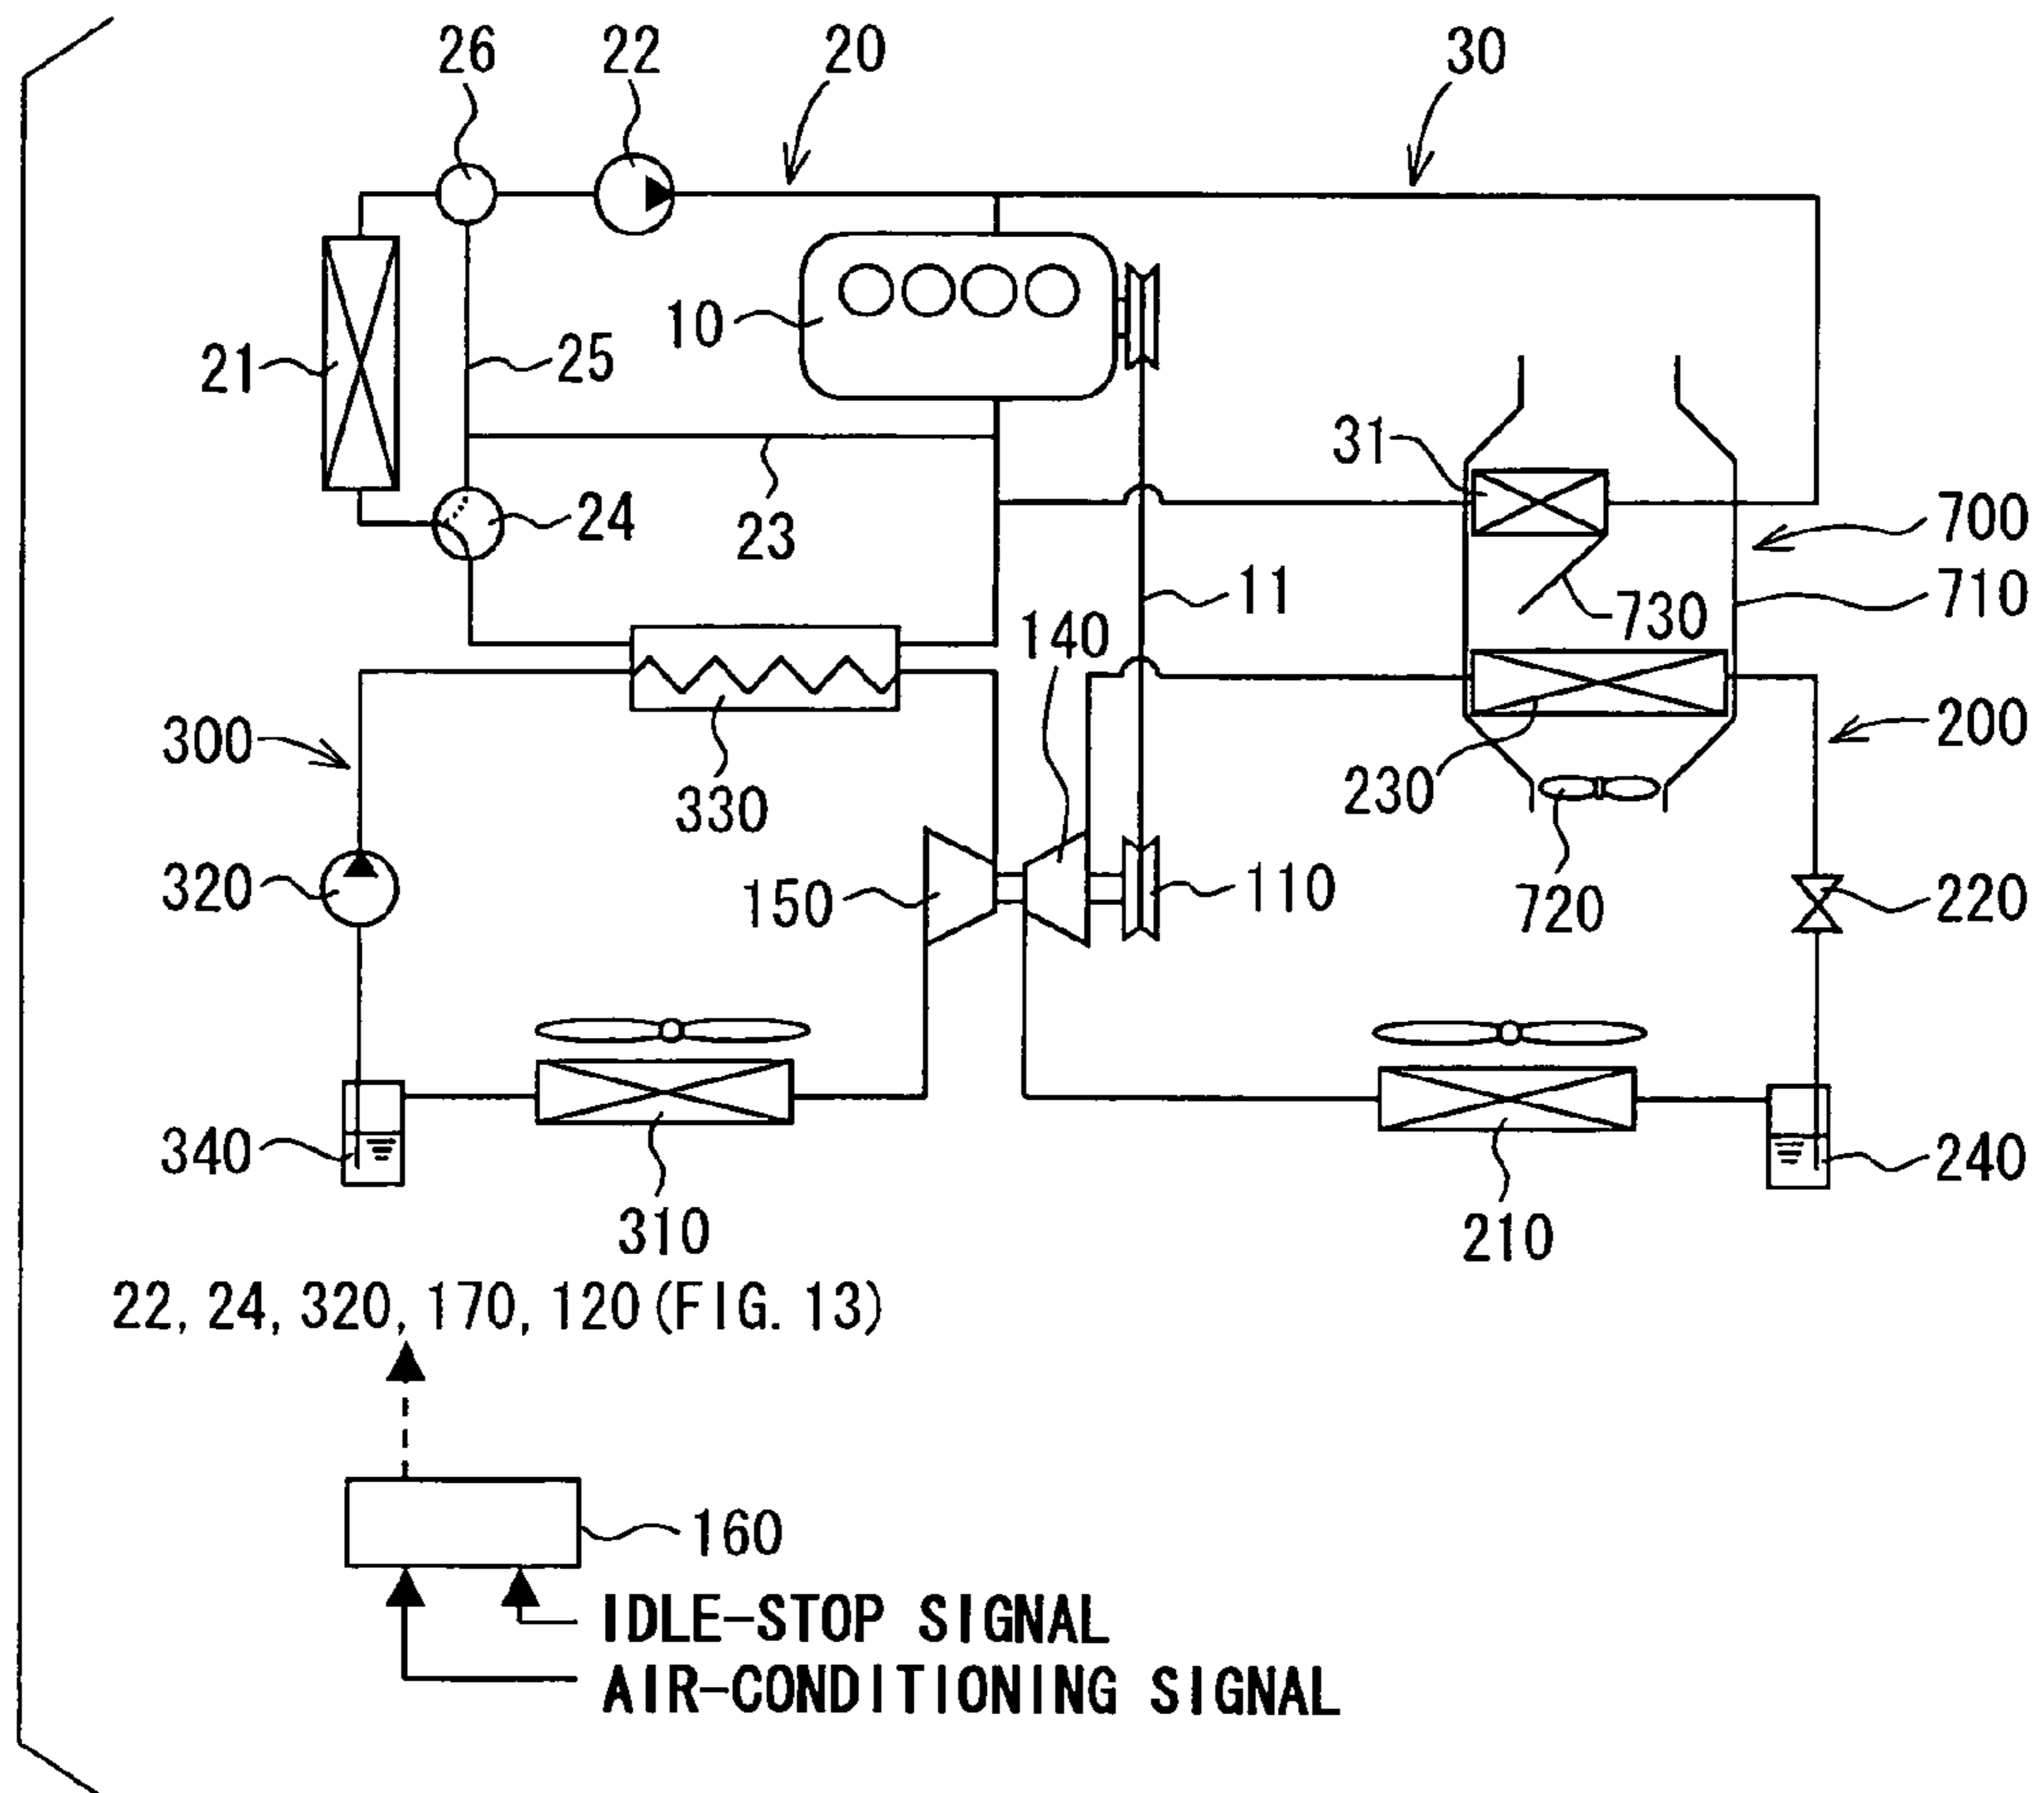 26 22 20 30
10
21 25
31
24 23 700
11 710
730
140
300 200
330 230
320 150 110 720 220
340 240
310 210
22, 24, 320, 170, 120 (FIG. 13)
160
IDLE-STOP SIGNAL
AIR-CONDITIONING SIGNAL